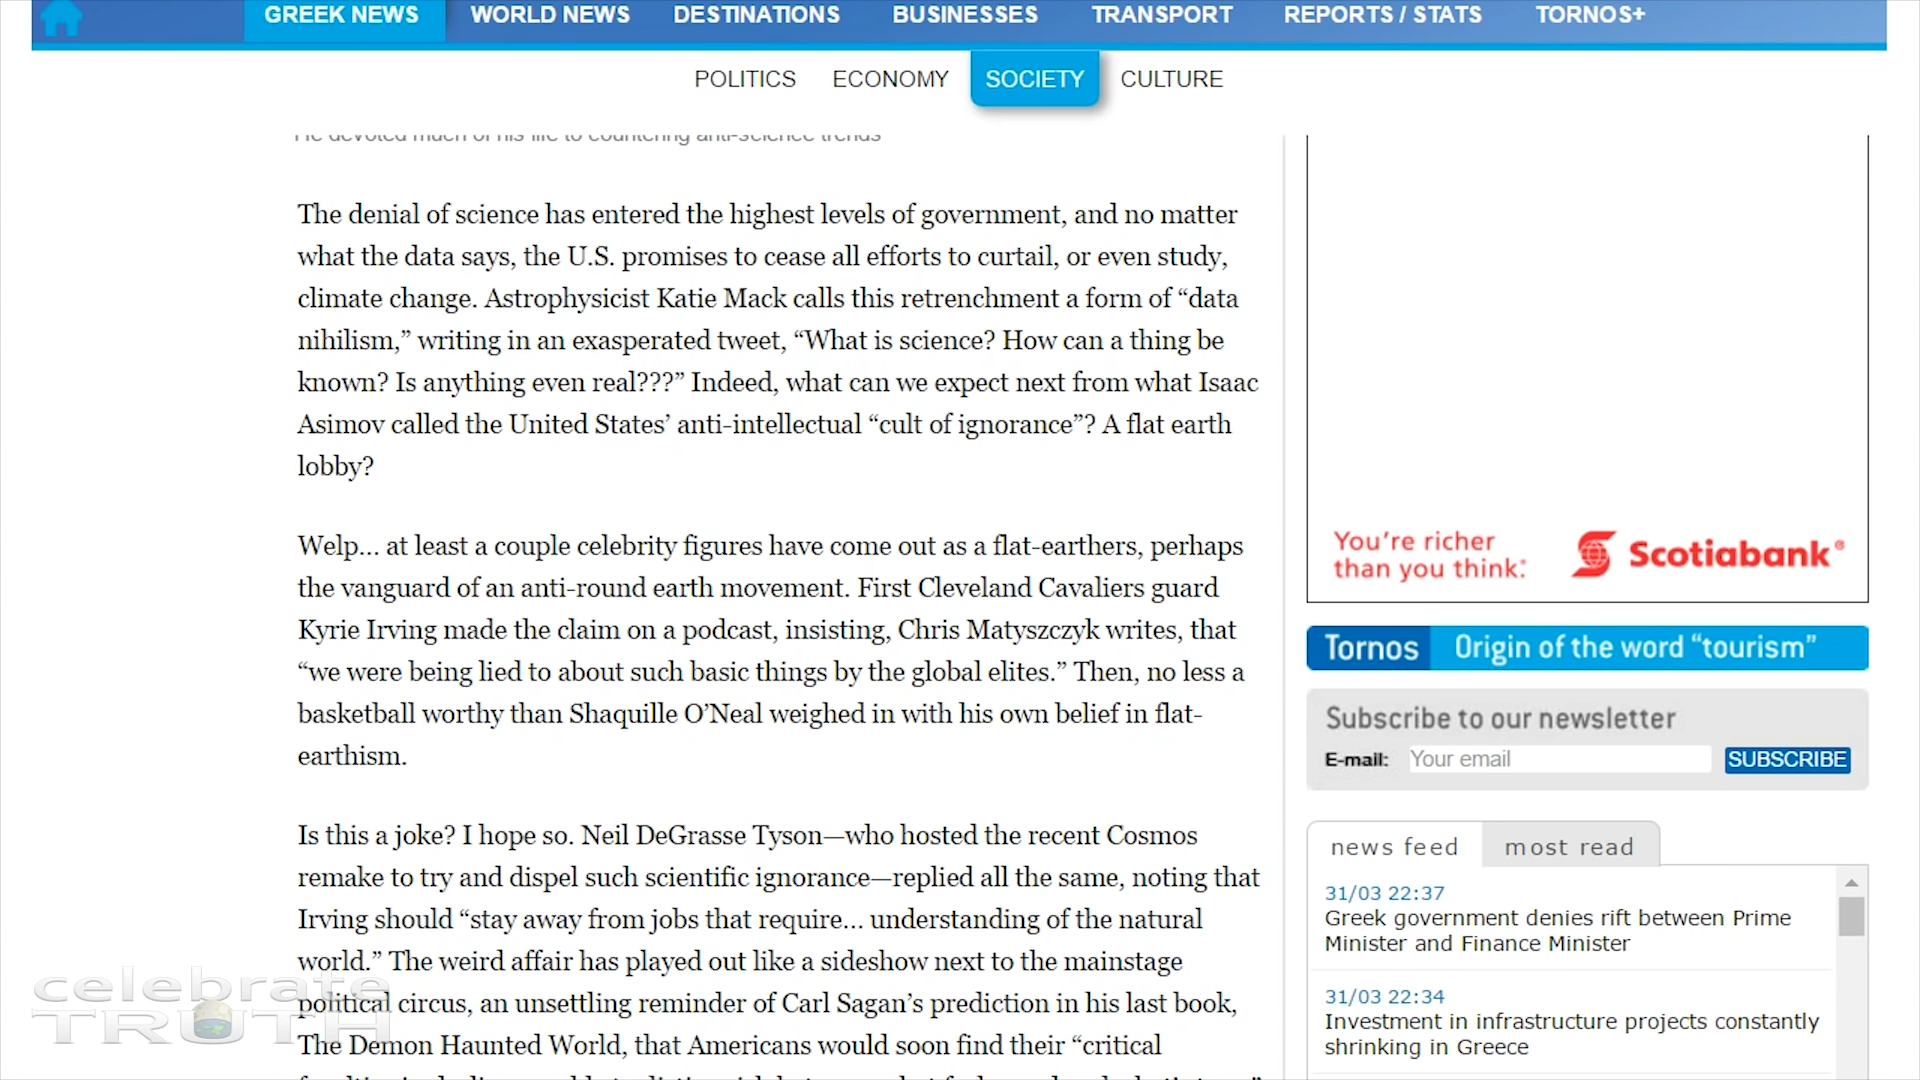 GREEK NEWS WORLD NEWS DESTINATIONS BUSINESSES TRANSPORT REPORTS / STATS TORNOS+
POLITICS ECONOMY SOCIETY CULTURE
He devoted much of his life to countering anti-science trends
The denial of science has entered the highest levels of government, and no matter
what the data says, the U.S. promises to cease all efforts to curtail, or even study,
climate change. Astrophysicist Katie Mack calls this retrenchment a form of “data
nihilism,” writing in an exasperated tweet, “What is science? How can a thing be
known? Is anything even real???” Indeed, what can we expect next from what Isaac
Asimov called the United States’ anti-intellectual “cult of ignorance”? A flat earth
lobby?
Welp… at least a couple celebrity figures have come out as a flat-earthers, perhaps
the vanguard of an anti-round earth movement. First Cleveland Cavaliers guard
Kyrie Irving made the claim on a podcast, insisting, Chris Matyszczyk writes, that
“we were being lied to about such basic things by the global elites.” Then, no less a
basketball worthy than Shaquille O’Neal weighed in with his own belief in flat-
earthism.
Is this a joke? I hope so. Neil DeGrasse Tyson—who hosted the recent Cosmos
remake to try and dispel such scientific ignorance—replied all the same, noting that
Irving should “stay away from jobs that require… understanding of the natural
world.” The weird affair has played out like a sideshow next to the mainstage
political circus, an unsettling reminder of Carl Sagan’s prediction in his last book,
The Demon Haunted World, that Americans would soon find their “critical
You’re richer
than you think.
Scotiabank
Tornos Origin of the word “tourism”
Subscribe to our newsletter
E-mail: Your email SUBSCRIBE
news feed most read
31/03 22:37
Greek government denies rift between Prime
Minister and Finance Minister
31/03 22:34
Investment in infrastructure projects constantly
shrinking in Greece
celebrate
TRUTH